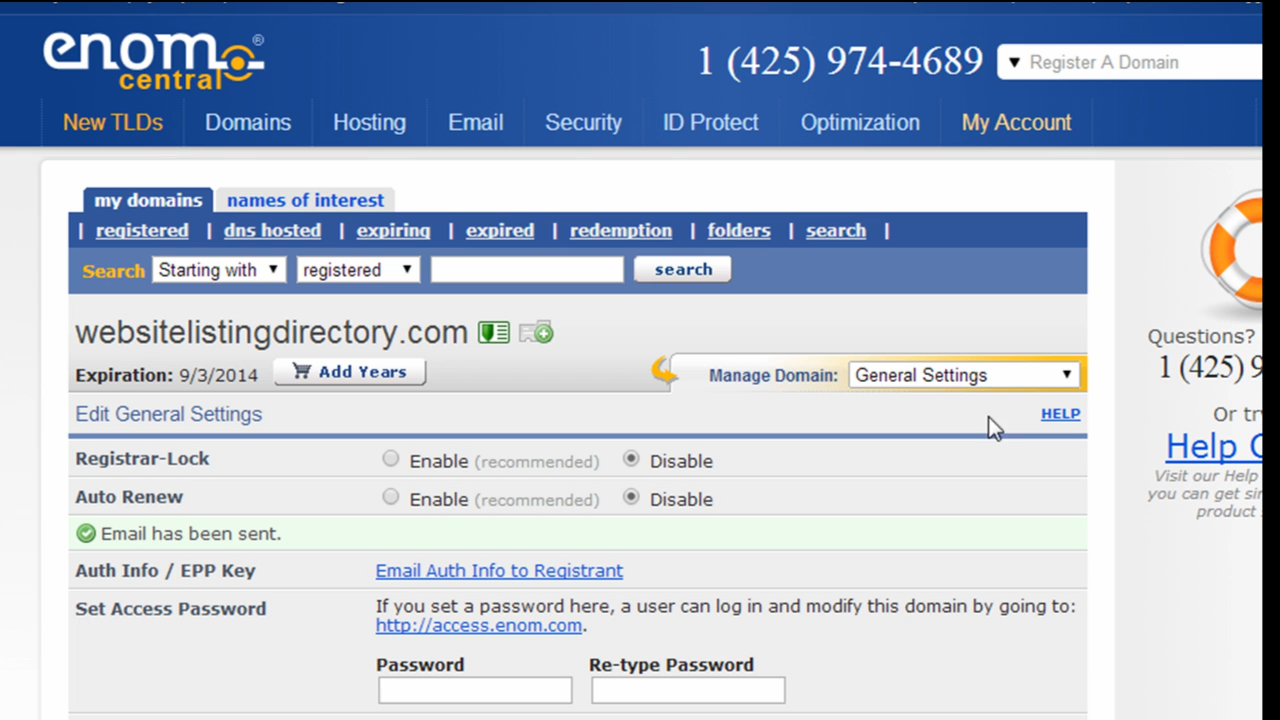 enom®
central
1 (425) 974-4689
▼ Register A Domain
New TLDs Domains Hosting Email Security ID Protect Optimization My Account
my domains names of interest
| registered | dns hosted | expiring | expired | redemption | folders | search |
Search Starting with ▼ registered ▼ search
websitelistingdirectory.com
Expiration: 9/3/2014 Add Years Manage Domain: General Settings ▼
Edit General Settings HELP
Registrar-Lock Enable (recommended) Disable
Auto Renew Enable (recommended) Disable
Email has been sent.
Auth Info / EPP Key Email Auth Info to Registrant
Set Access Password If you set a password here, a user can log in and modify this domain by going to:
http://access.enom.com.
Password Re-type Password
Questions?
1 (425) 9
Or tr
Help
Visit our Help
you can get sin
product